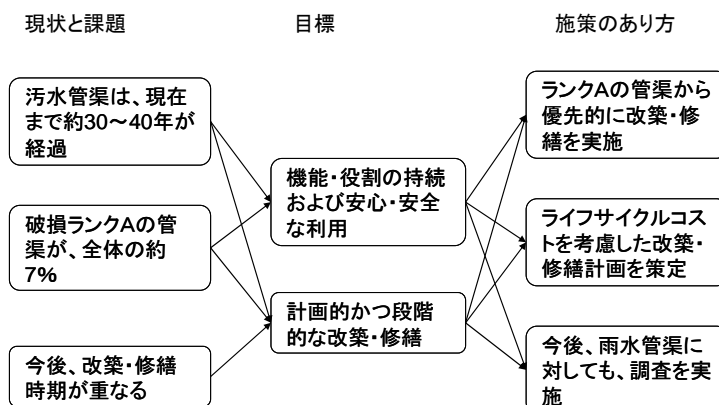 現状と課題
目標
施策のあり方
汚水管渠は、現在
まで約30～40年が
経過
破損ランクAの管
渠が、全体の約
7%
今後、改築・修繕
時期が重なる
機能・役割の持続
および安心・安全
な利用
計画的かつ段階
的な改築・修繕
ランクAの管渠から
優先的に改築・修
繕を実施
ライフサイクルコス
トを考慮した改築・
修繕計画を策定
今後、雨水管渠に
対しても、調査を実
施